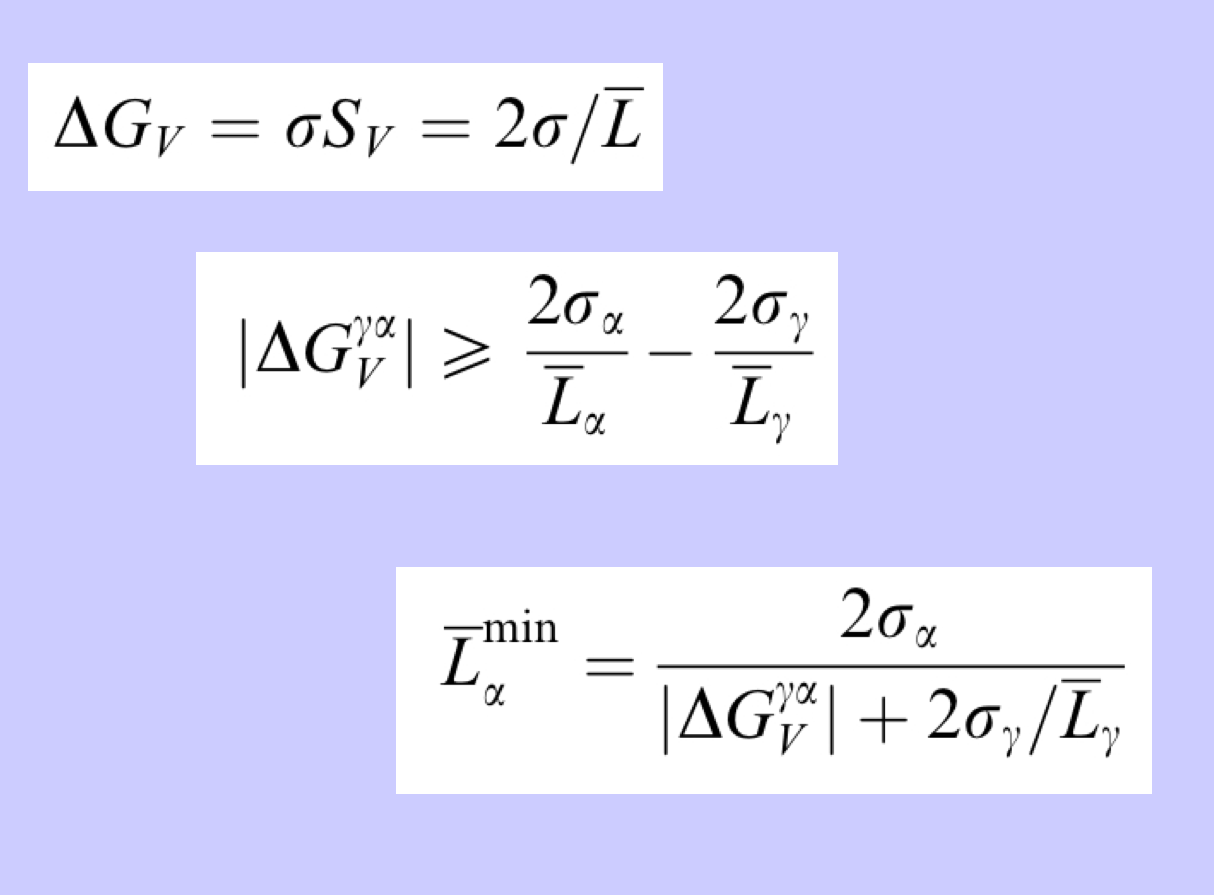 ΔG_V = σS_V = 2σ/L̅
|ΔG_V^{γα}| ⩾ 2σ_α/L̅_α − 2σ_γ/L̅_γ
L̅_α^{min} = 2σ_α/(|ΔG_V^{γα}| + 2σ_γ/L̅_γ)